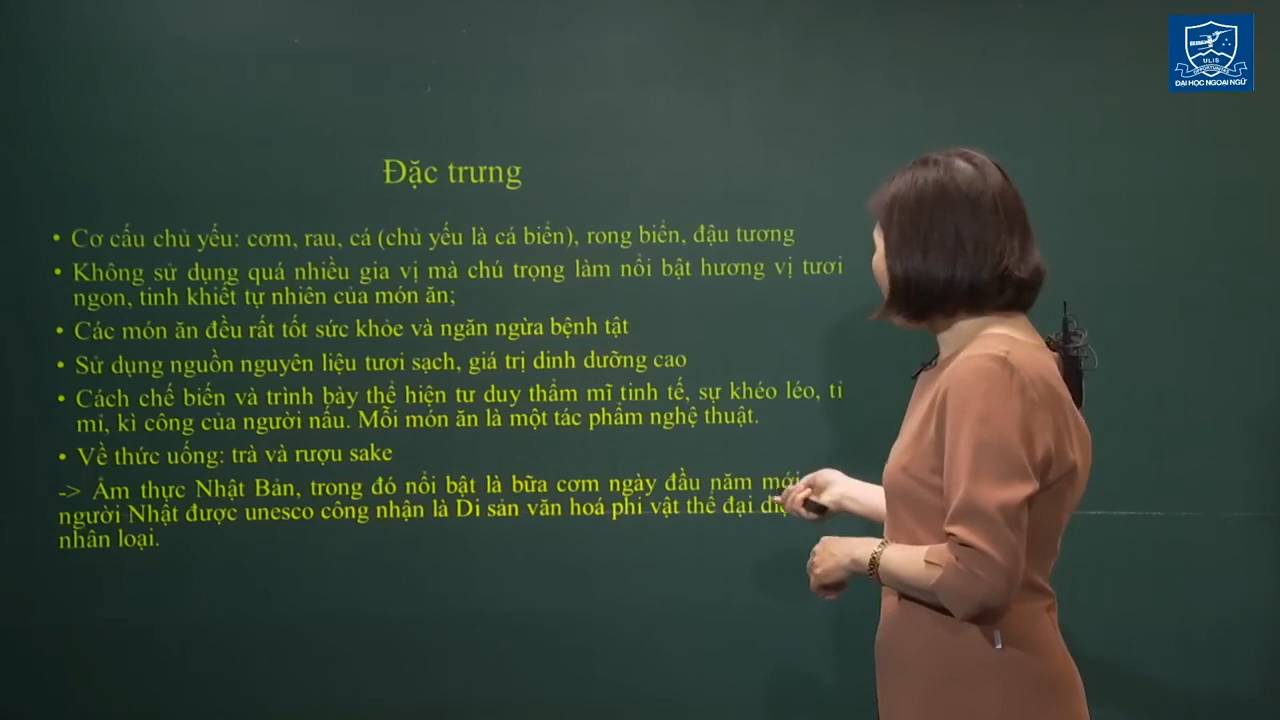 ULIS
OPPORTUNITAS
ĐẠI HỌC NGOẠI NGỮ
Đặc trưng
• Cơ cấu chủ yếu: cơm, rau, cá (chủ yếu là cá biển), rong biển, đậu tương
• Không sử dụng quá nhiều gia vị mà chú trọng làm nổi bật hương vị tươi
ngon, tinh khiết tự nhiên của món ăn;
• Các món ăn đều rất tốt sức khỏe và ngăn ngừa bệnh tật
• Sử dụng nguồn nguyên liệu tươi sạch, giá trị dinh dưỡng cao
• Cách chế biến và trình bày thể hiện tư duy thẩm mĩ tinh tế, sự khéo léo, tỉ
mỉ, kì công của người nấu. Mỗi món ăn là một tác phẩm nghệ thuật.
• Về thức uống: trà và rượu sake
-> Ẩm thực Nhật Bản, trong đó nổi bật là bữa cơm ngày đầu năm mới
người Nhật được unesco công nhận là Di sản văn hoá phi vật thể đại
nhân loại.